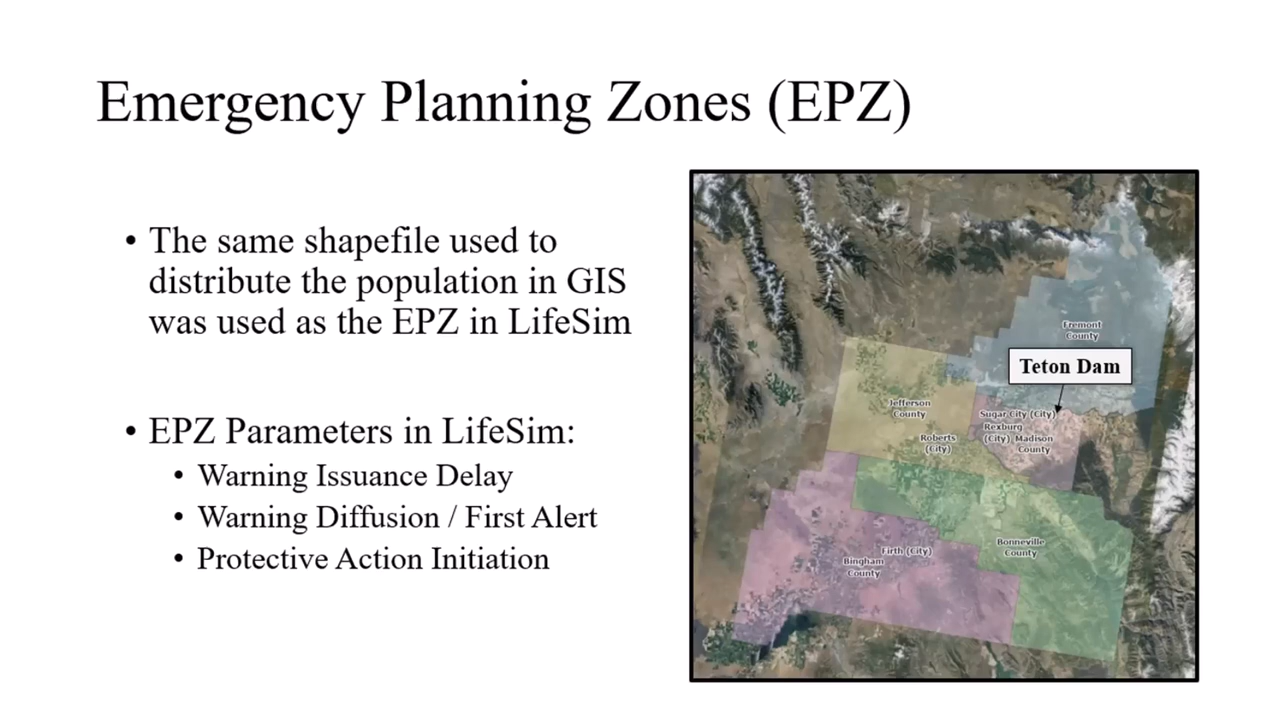 Emergency Planning Zones (EPZ)
• The same shapefile used to
distribute the population in GIS
was used as the EPZ in LifeSim
• EPZ Parameters in LifeSim:
• Warning Issuance Delay
• Warning Diffusion / First Alert
• Protective Action Initiation
Fremont
County
Teton Dam
Jefferson
County
Sugar City (City)
Rexburg
(City)
Madison
County
Roberts
(City)
Bonneville
County
Firth (City)
Bingham
County